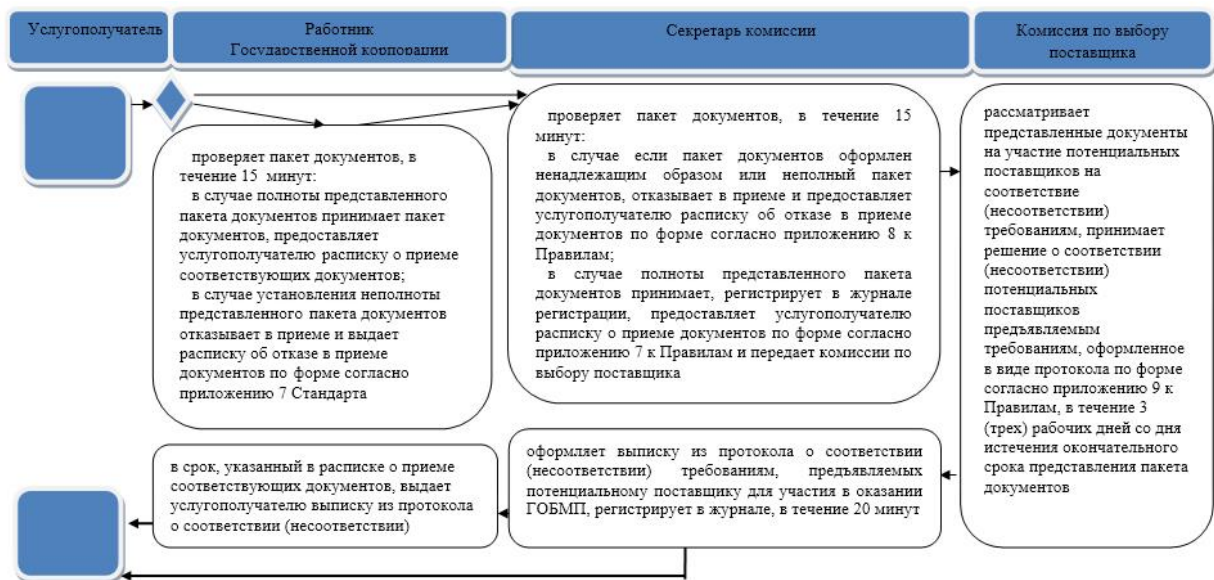 Услугополучатель
Работник
Государственной корпорации
Секретарь комиссии
Комиссия по выбору
поставщика
проверяет пакет документов, в
течение 15 минут:
в случае полноты представленного
пакета документов принимает пакет
документов, предоставляет
услугополучателю расписку о приеме
соответствующих документов;
в случае установления неполноты
представленного пакета документов
отказывает в приеме и выдает
расписку об отказе в приеме
документов по форме согласно
приложению 7 Стандарта
проверяет пакет документов, в течение 15
минут:
в случае если пакет документов оформлен
ненадлежащим образом или неполный пакет
документов, отказывает в приеме и предоставляет
услугополучателю расписку об отказе в приеме
документов по форме согласно приложению 8 к
Правилам;
в случае полноты представленного пакета
документов принимает, регистрирует в журнале
регистрации, предоставляет услугополучателю
расписку о приеме документов по форме согласно
приложению 7 к Правилам и передает комиссии по
выбору поставщика
рассматривает
представленные документы
на участие потенциальных
поставщиков на
соответствие
(несоответствии)
требованиям, принимает
решение о соответствии
(несоответствии)
потенциальных
поставщиков
предъявляемым
требованиям, оформленное
в виде протокола по форме
согласно приложению 9 к
Правилам, в течение 3
(трех) рабочих дней со дня
истечения окончательного
срока представления пакета
документов
оформляет выписку из протокола о соответствии
(несоответствии) требованиям, предъявляемых
потенциальному поставщику для участия в оказании
ГОБМП, регистрирует в журнале, в течение 20 минут
в срок, указанный в расписке о приеме
соответствующих документов, выдает
услугополучателю выписку из протокола
о соответствии (несоответствии)